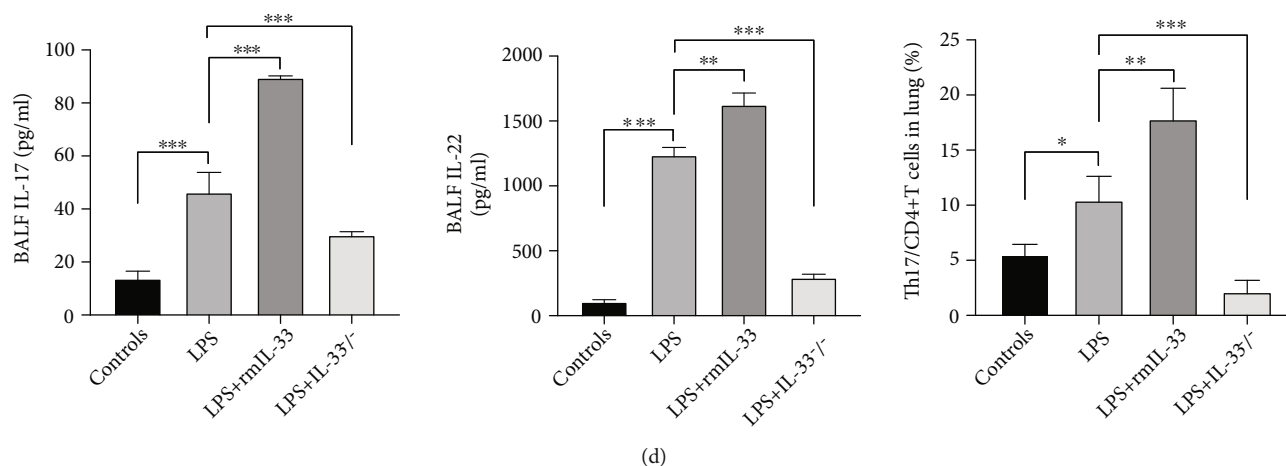 BALF IL-17 (pg/ml)
100
80
60
40
20
0
***
***
***
Controls
LPS
LPS+rmIL-33
LPS+IL-33-/-
BALF IL-22
(pg/ml)
2000
1500
1000
500
0
***
**
***
Controls
LPS
LPS+rmIL-33
LPS+IL-33-/-
Th17/CD4+T cells in lung (%)
25
20
15
10
5
0
***
**
*
Controls
LPS
LPS+rmIL-33
LPS+IL-33-/-
(d)